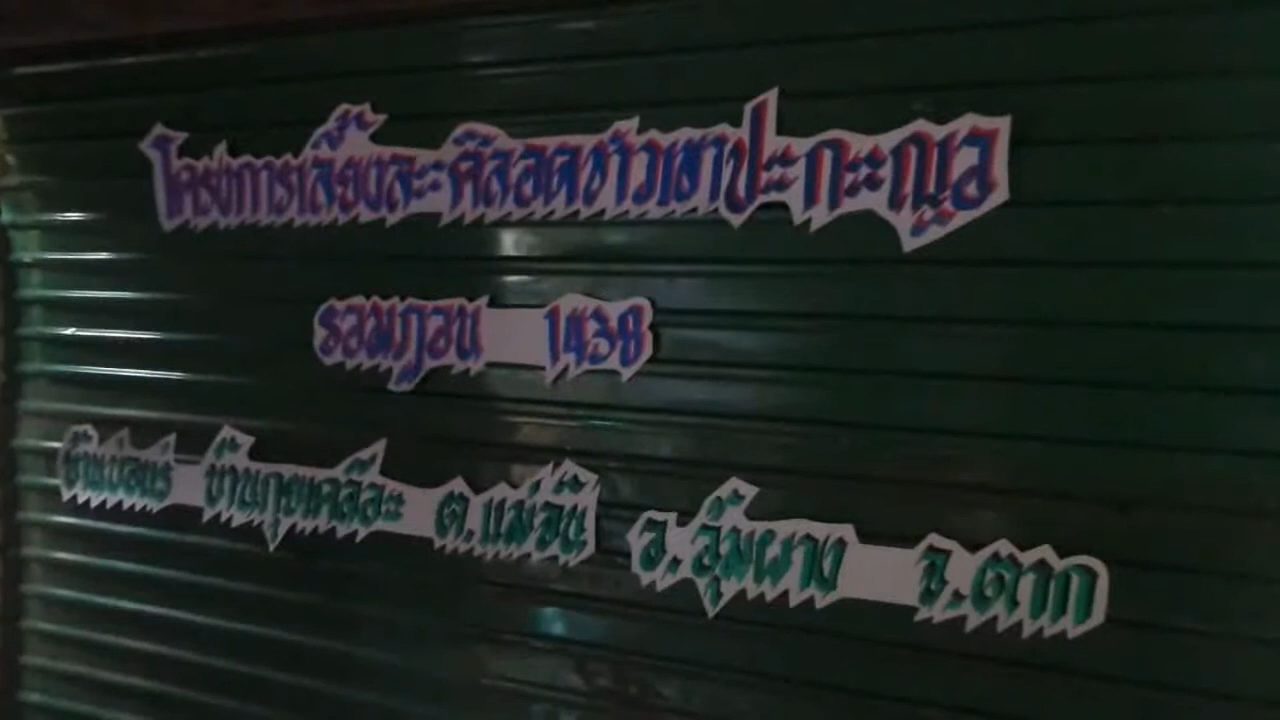 โครงการเลี้ยงละศีลอดชาวเขาปะกะญอ
รอมฎอน 1438
บ้านกุยเคล๊อะ ต.แม่จัน อ.อุ้มผาง จ.ตาก